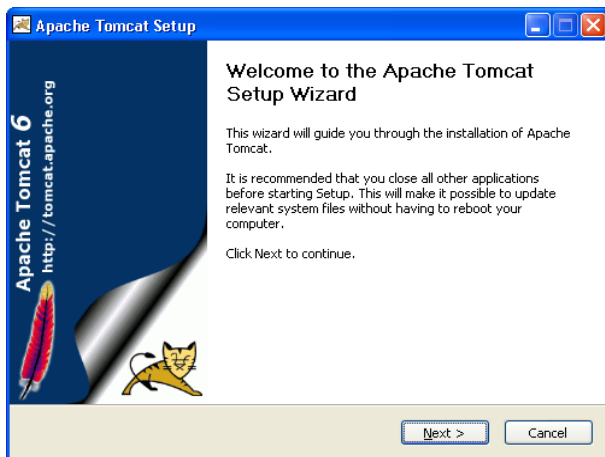 Apache Tomcat Setup
Apache Tomcat 6
http://tomcat.apache.org
Welcome to the Apache Tomcat
Setup Wizard
This wizard will guide you through the installation of Apache
Tomcat.
It is recommended that you close all other applications
before starting Setup. This will make it possible to update
relevant system files without having to reboot your
computer.
Click Next to continue.
Next >
Cancel